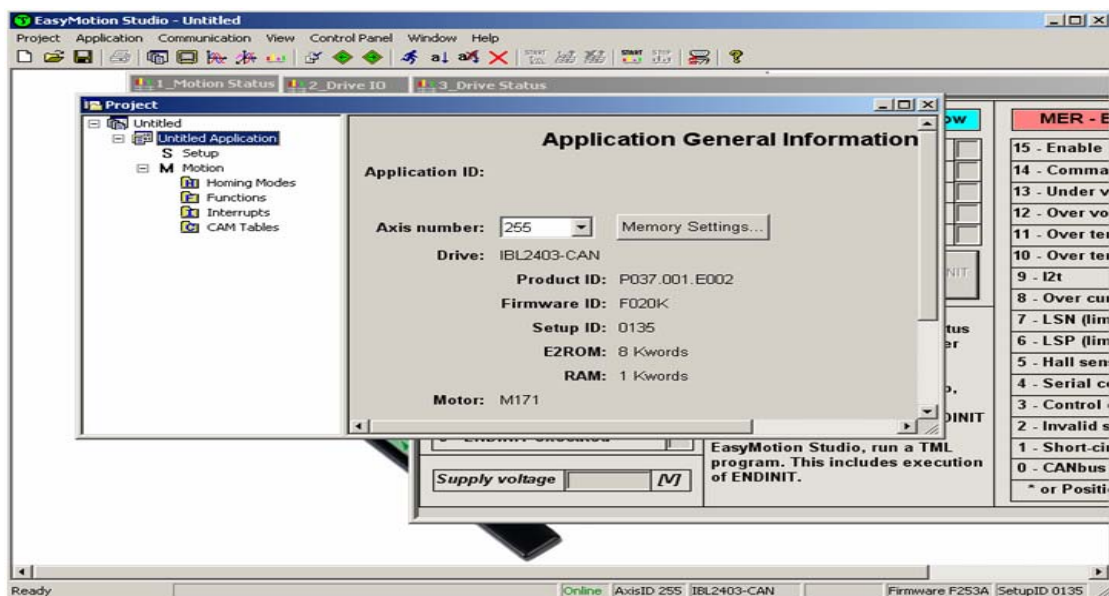 EasyMotion Studio - Untitled
Project Application Communication View Control Panel Window Help
1_Motion Status 2_Drive IO 3_Drive Status
Project
Untitled
Untitled Application
S Setup
M Motion
Homing Modes
Functions
Interrupts
CAM Tables
Application General Information
Application ID:
Axis number: 255 Memory Settings...
Drive: IBL2403-CAN
Product ID: P037.001.E002
Firmware ID: F020K
Setup ID: 0135
E2ROM: 8 Kwords
RAM: 1 Kwords
Motor: M171
MER - E
15 - Enable
14 - Comma
13 - Under v
12 - Over vo
11 - Over ter
10 - Over ter
9 - I2t
8 - Over cur
7 - LSN (lim
6 - LSP (lim
5 - Hall sen
4 - Serial co
3 - Control
2 - Invalid s
1 - Short-cir
0 - CANbus
* or Positi
EasyMotion Studio, run a TML
program. This includes execution
of ENDINIT.
Supply voltage [V]
Ready Online AxisID 255 IBL2403-CAN Firmware F253A SetupID 0135